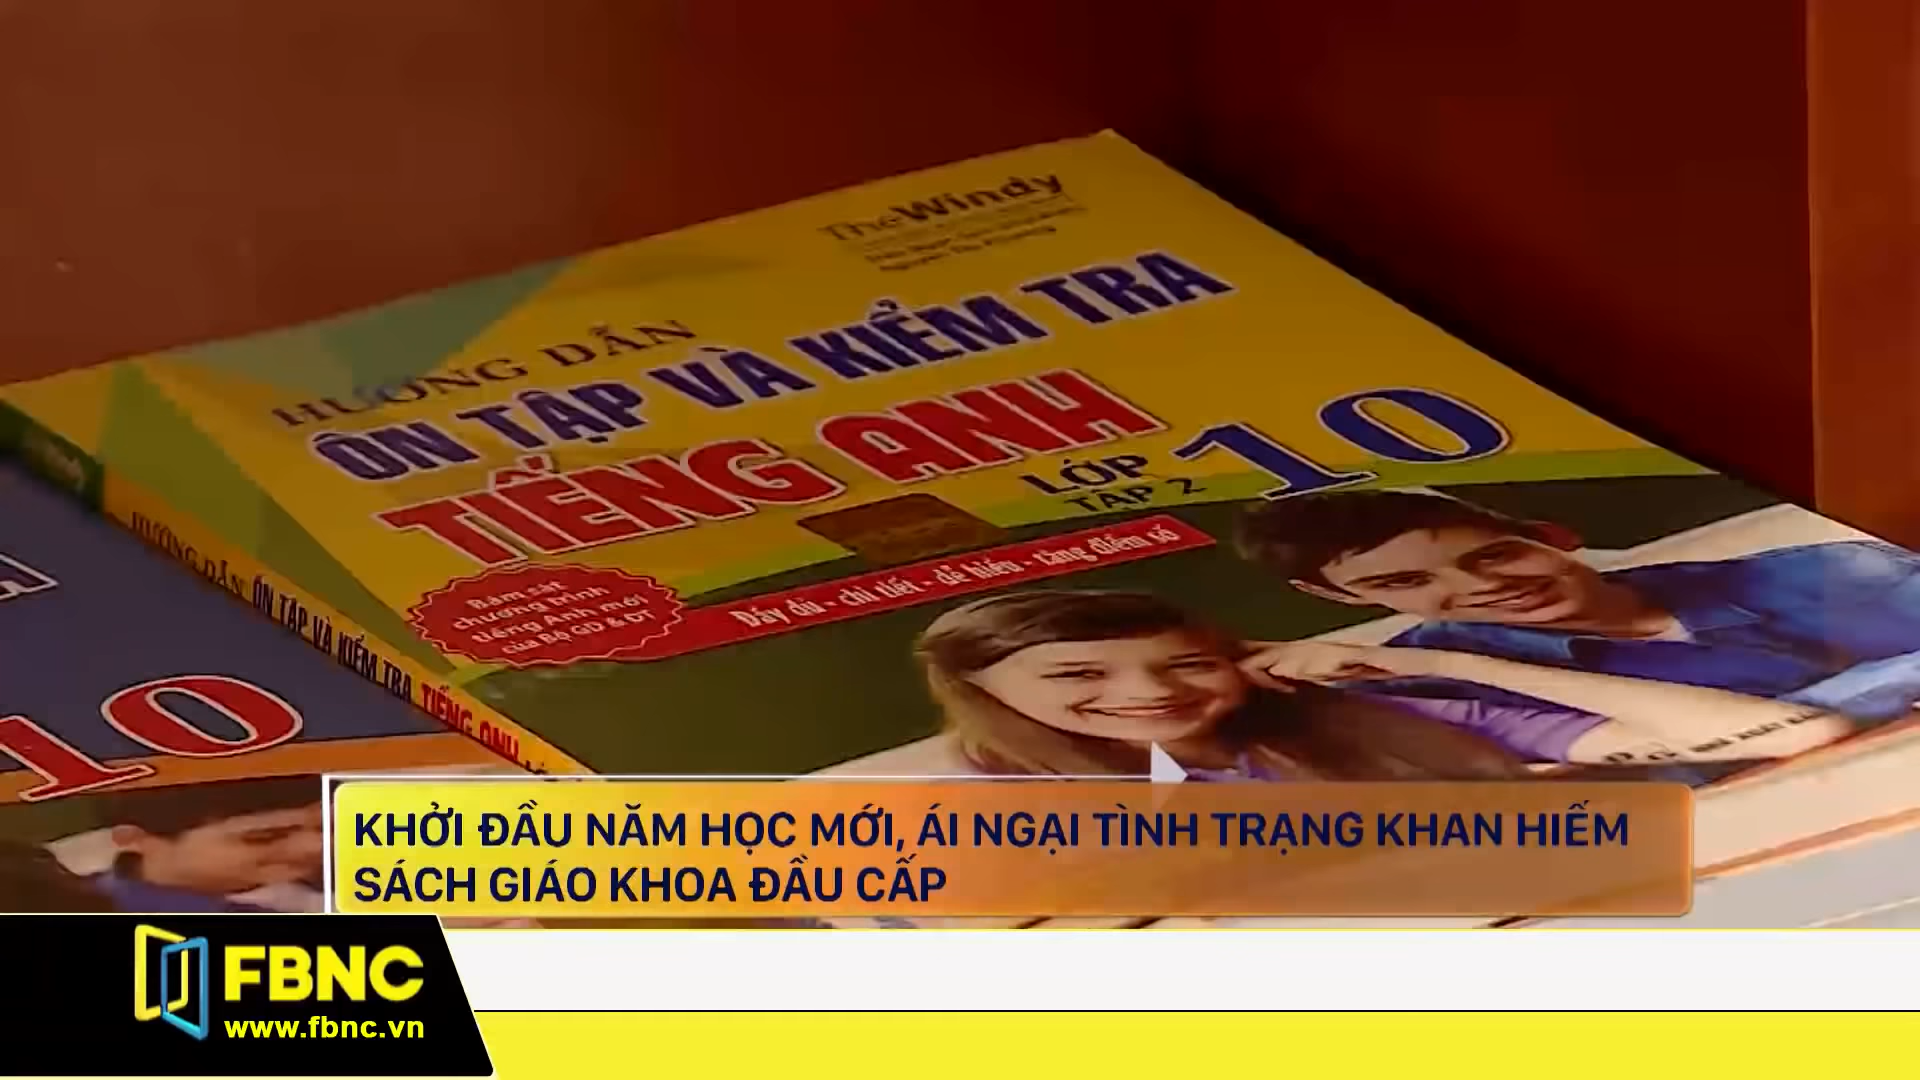 TheWindy
HƯỚNG DẪN
ÔN TẬP VÀ KIỂM TRA
TIẾNG ANH
LỚP 10
TẬP 2
Bám sát
chương trình
tiếng Anh mới
của Bộ GD & ĐT
Đầy đủ - chi tiết - dễ hiểu - tăng điểm số
HƯỚNG DẪN ÔN TẬP VÀ KIỂM TRA TIẾNG ANH
10
NHÀ XUẤT BẢN
KHỞI ĐẦU NĂM HỌC MỚI, ÁI NGẠI TÌNH TRẠNG KHAN HIẾM
SÁCH GIÁO KHOA ĐẦU CẤP
FBNC
www.fbnc.vn